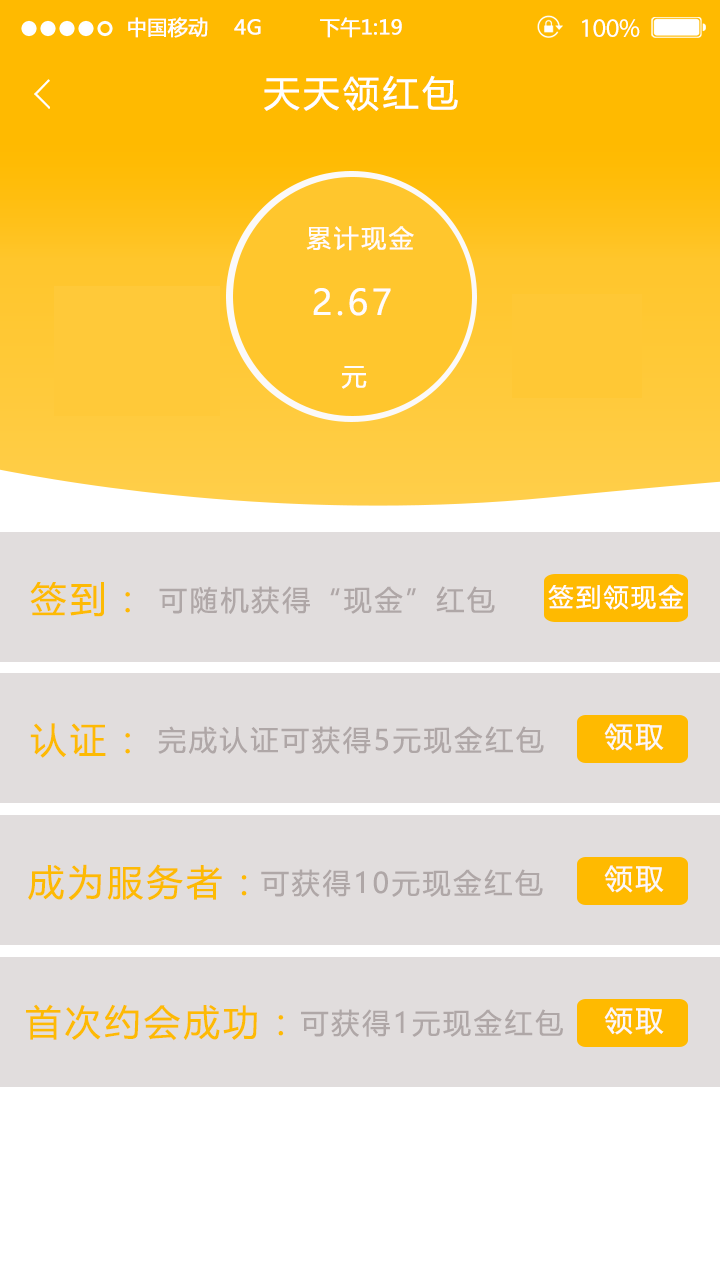 中国移动 4G 下午1:19 100%
天天领红包
累计现金
2.67
元
签到： 可随机获得“现金”红包 签到领现金
认证： 完成认证可获得5元现金红包 领取
成为服务者：可获得10元现金红包 领取
首次约会成功：可获得1元现金红包 领取